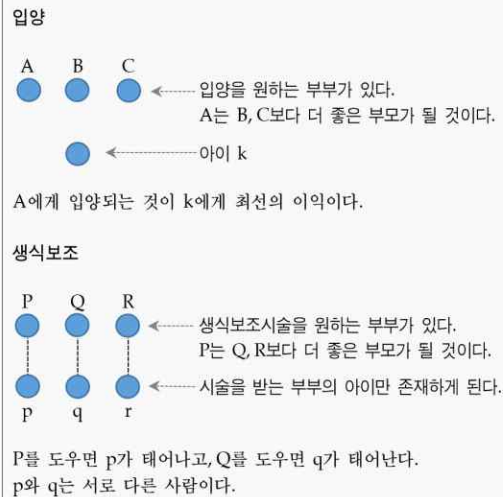 입양
A B C
입양을 원하는 부부가 있다.
A는 B, C보다 더 좋은 부모가 될 것이다.
아이 k
A에게 입양되는 것이 k에게 최선의 이익이다.
생식보조
P Q R
생식보조시술을 원하는 부부가 있다.
P는 Q, R보다 더 좋은 부모가 될 것이다.
시술을 받는 부부의 아이만 존재하게 된다.
p q r
P를 도우면 p가 태어나고, Q를 도우면 q가 태어난다.
p와 q는 서로 다른 사람이다.